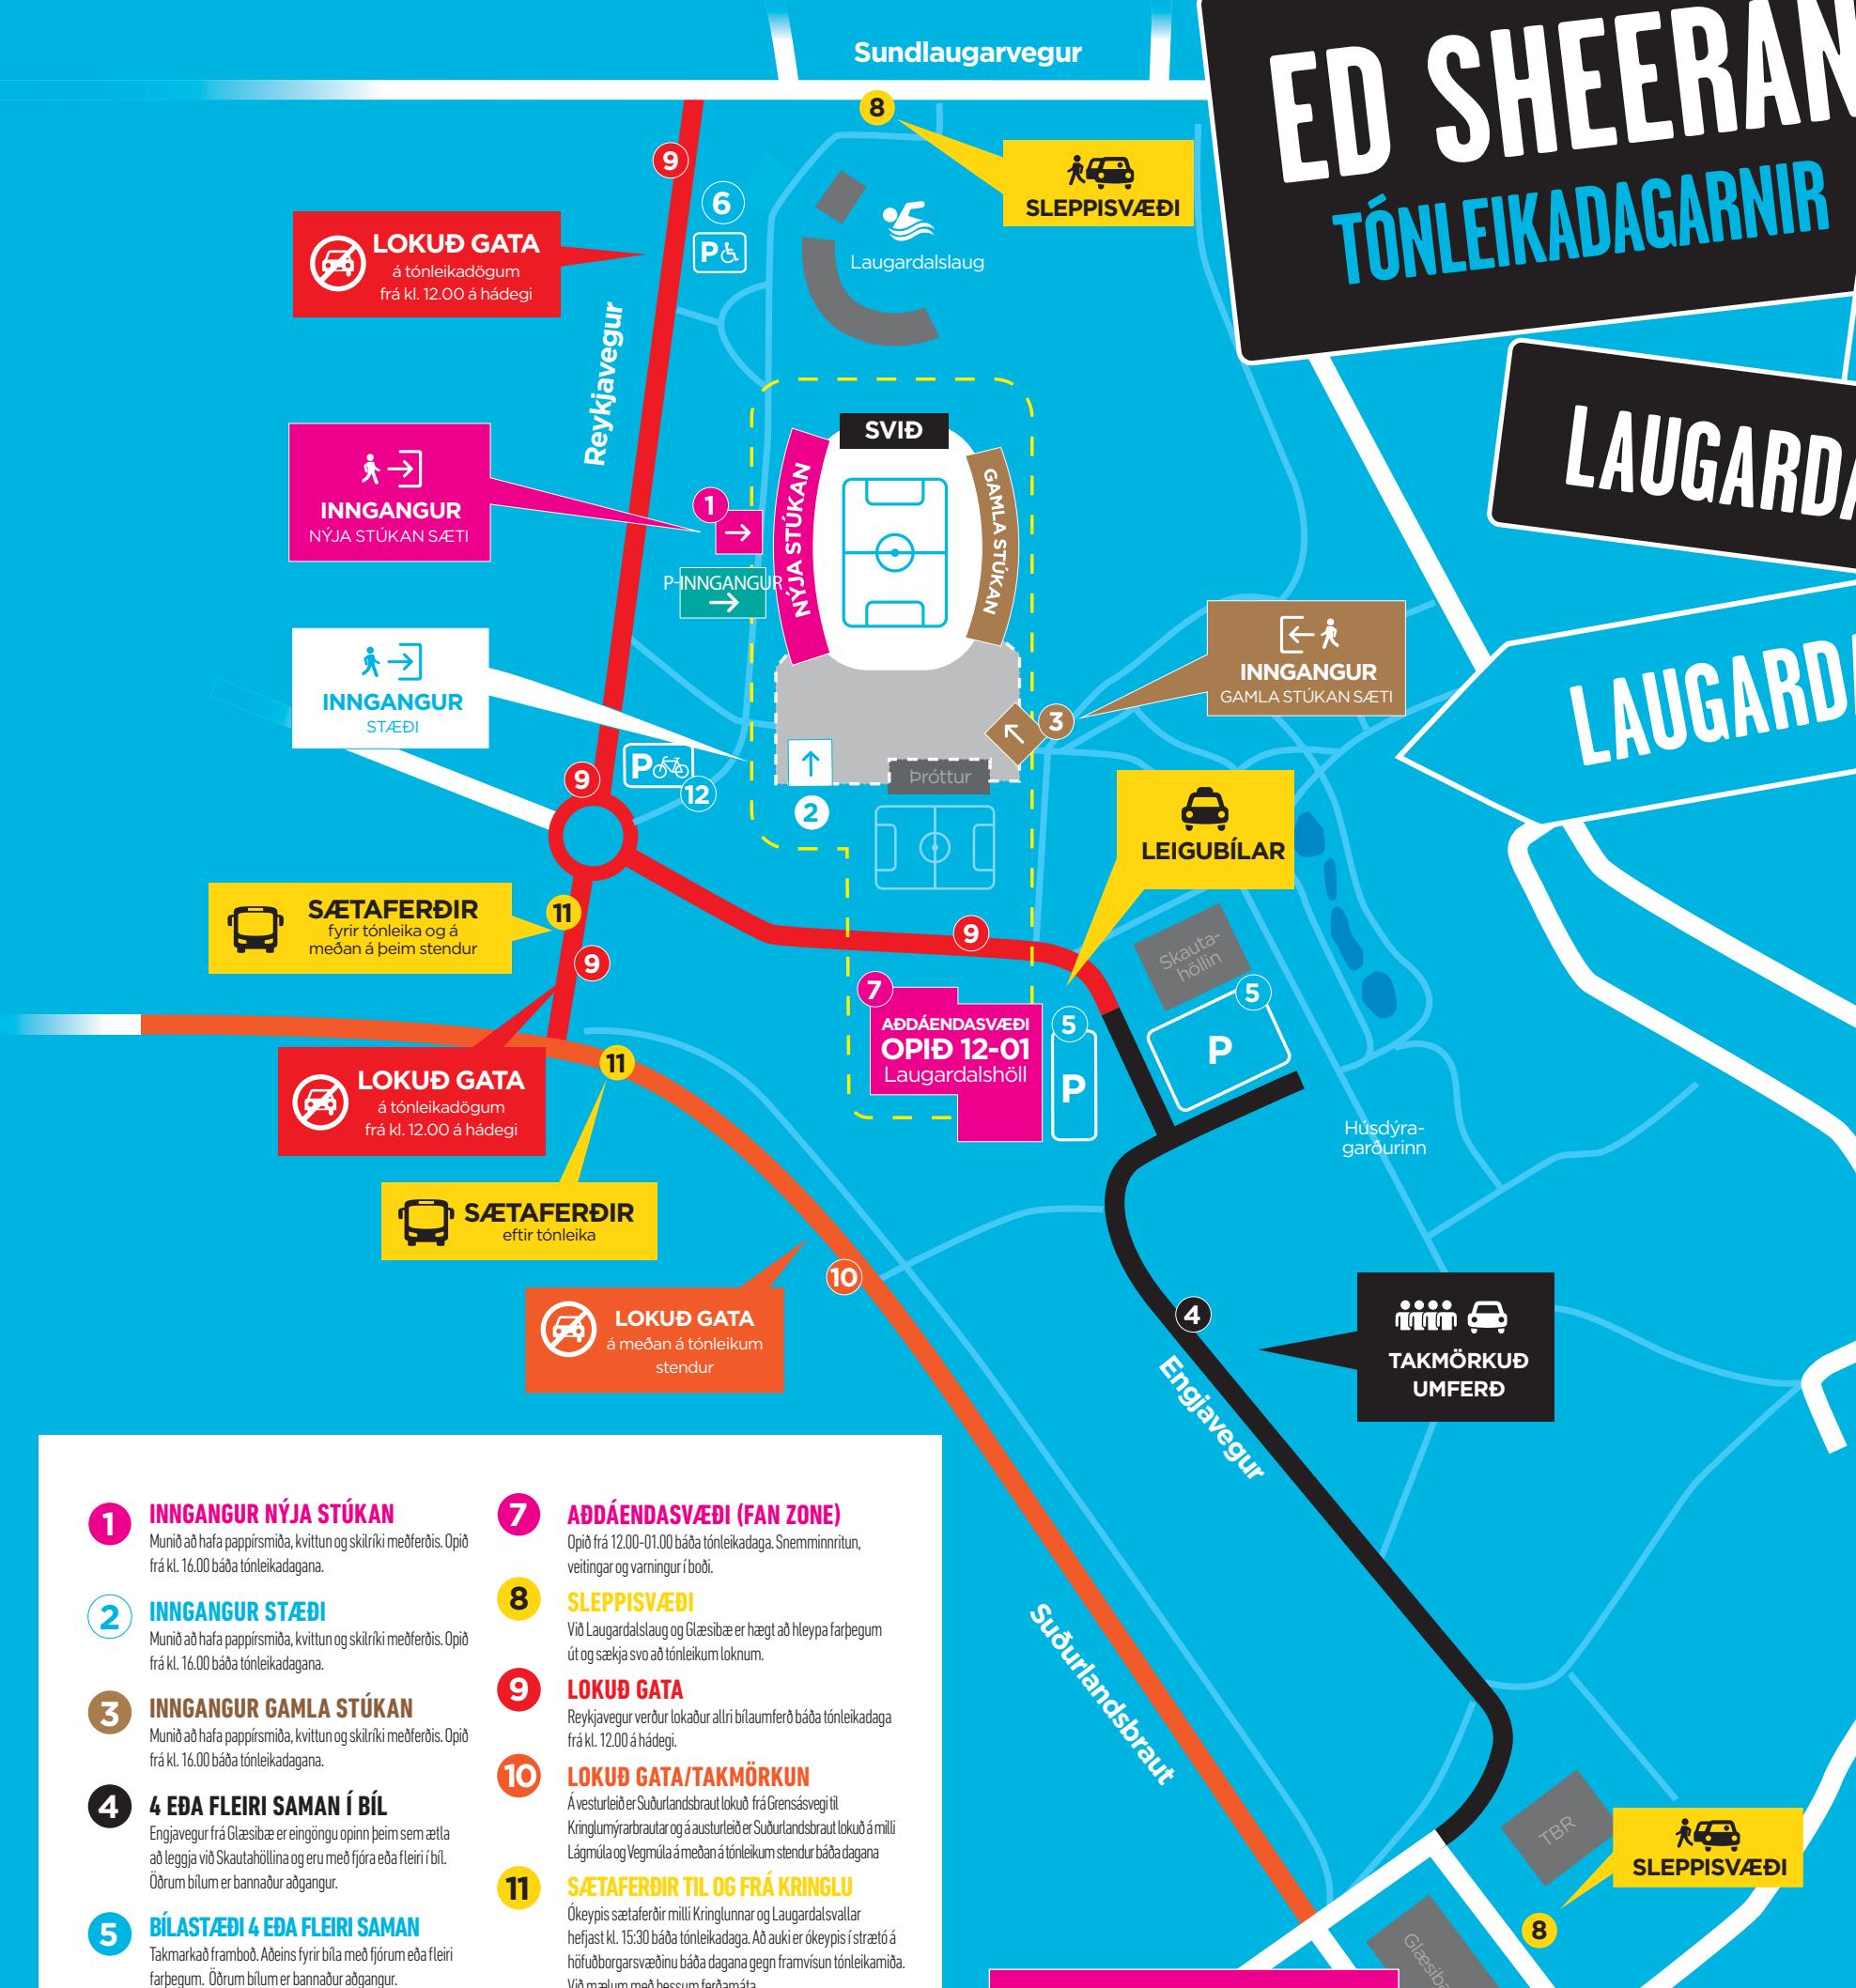 Sundlaugarvegur
ED SHEERAN
TÓNLEIKADAGARNIR
8
SLEPPISVÆÐI
9
6
P
Laugardalslaug
LOKUÐ GATA
á tónleikadögum
frá kl. 12.00 á hádegi
Reykjavegur
SVIÐ
NÝJA STÚKAN
GAMLA STÚKAN
INNGANGUR
NÝJA STÚKAN SÆTI
1
P-INNGANGUR
INNGANGUR
STÆÐI
INNGANGUR
GAMLA STÚKAN SÆTI
3
9
P
12
2
Þróttur
LEIGUBÍLAR
SÆTAFERÐIR
fyrir tónleika og á
meðan á þeim stendur
11
9
9
Skauta-
höllin
7
AÐDÁENDASVÆÐI
OPIÐ 12-01
Laugardalshöll
5
P
5
P
LOKUÐ GATA
á tónleikadögum
frá kl. 12.00 á hádegi
11
Húsdýra-
garðurinn
SÆTAFERÐIR
eftir tónleika
10
LOKUÐ GATA
á meðan á tónleikum
stendur
4
TAKMÖRKUÐ
UMFERÐ
Engjavegur
Suðurlandsbraut
TBR
SLEPPISVÆÐI
8
1
INNGANGUR NÝJA STÚKAN
Munið að hafa pappírsmiða, kvittun og skilríki meðferðis. Opið
frá kl. 16.00 báða tónleikadagana.
2
INNGANGUR STÆÐI
Munið að hafa pappírsmiða, kvittun og skilríki meðferðis. Opið
frá kl. 16.00 báða tónleikadagana.
3
INNGANGUR GAMLA STÚKAN
Munið að hafa pappírsmiða, kvittun og skilríki meðferðis. Opið
frá kl. 16.00 báða tónleikadagana.
4
4 EÐA FLEIRI SAMAN Í BÍL
Engjavegur frá Glæsibæ er eingöngu opinn þeim sem ætla
að leggja við Skautahöllina og eru með fjóra eða fleiri í bíl.
Öðrum bílum er bannaður aðgangur.
5
BÍLASTÆÐI 4 EÐA FLEIRI SAMAN
Takmarkað framboð. Aðeins fyrir bíla með fjórum eða fleiri
farþegum. Öðrum bílum er bannaður aðgangur.
7
AÐDÁENDASVÆÐI (FAN ZONE)
Opið frá 12.00-01.00 báða tónleikadaga. Snemminnritun,
veitingar og varningur í boði.
8
SLEPPISVÆÐI
Við Laugardalslaug og Glæsibæ er hægt að hleypa farþegum
út og sækja svo að tónleikum loknum.
9
LOKUÐ GATA
Reykjavegur verður lokaður allri bílaumferð báða tónleikadaga
frá kl. 12.00 á hádegi.
10
LOKUÐ GATA/TAKMÖRKUN
Á vesturleið er Suðurlandsbraut lokuð frá Grensásvegi til
Kringlumýrarbrautar og á austurleið er Suðurlandsbraut lokuð á milli
Lágmúla og Vegmúla á meðan á tónleikum stendur báða dagana
11
SÆTAFERÐIR TIL OG FRÁ KRINGLU
Ókeypis sætaferðir milli Kringlunnar og Laugardalsvallar
hefjast kl. 15:30 báða tónleikadaga. Að auki er ókeypis í strætó á
höfuðborgarsvæðinu báða dagana gegn framvísun tónleikamiða.
Við mælum með þessum ferðamáta.